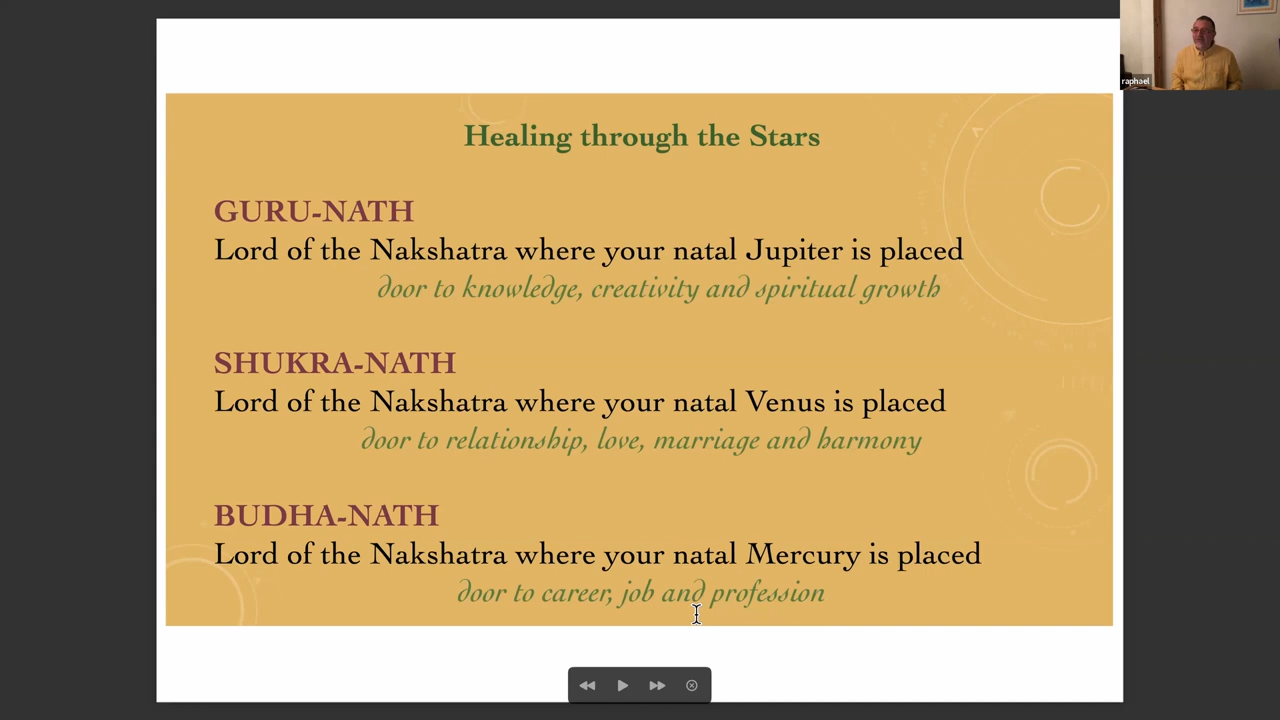 raphael
Healing through the Stars
GURU-NATH
Lord of the Nakshatra where your natal Jupiter is placed
door to knowledge, creativity and spiritual growth
SHUKRA-NATH
Lord of the Nakshatra where your natal Venus is placed
door to relationship, love, marriage and harmony
BUDHA-NATH
Lord of the Nakshatra where your natal Mercury is placed
door to career, job and profession